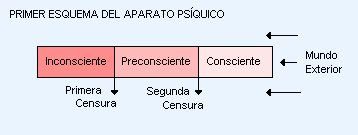 PRIMER ESQUEMA DEL APARATO PSÍQUICO
Inconsciente Preconsciente Consciente
Mundo
Exterior
Primera
Censura
Segunda
Censura